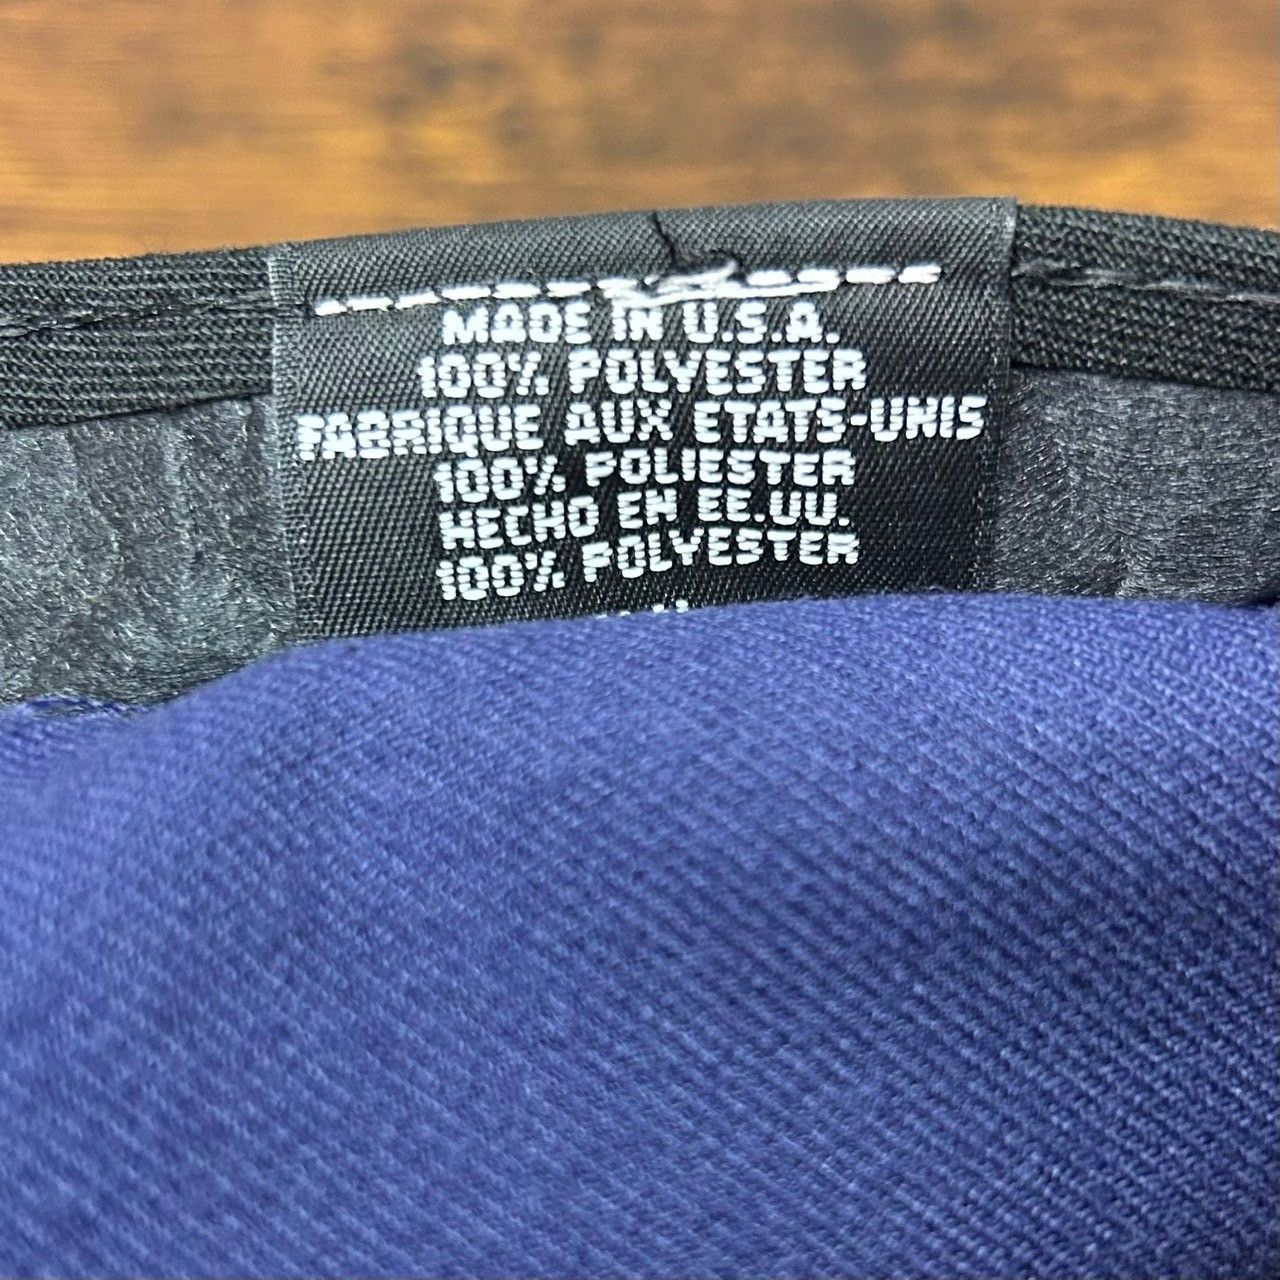 MADE IN U.S.A.
100% POLYESTER
FABRIQUE AUX ETATS-UNIS
100% POLIESTER
HECHO EN EE.UU.
100% POLYESTER